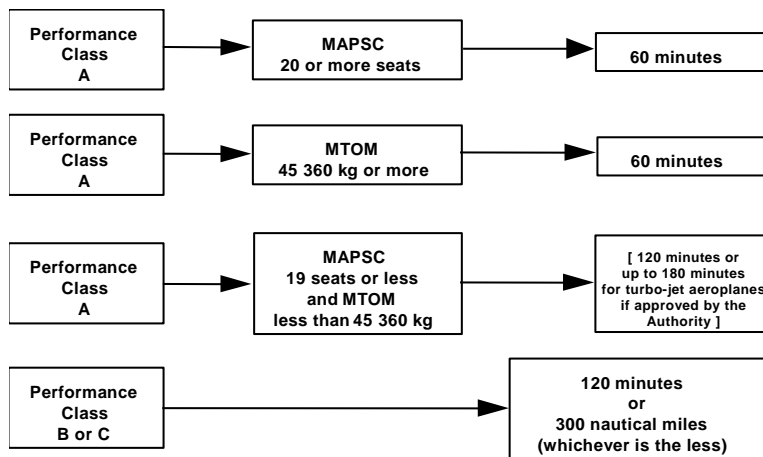 Performance
Class
A
MAPSC
20 or more seats
60 minutes
Performance
Class
A
MTOM
45 360 kg or more
60 minutes
Performance
Class
A
MAPSC
19 seats or less
and MTOM
less than 45 360 kg
[ 120 minutes or
up to 180 minutes
for turbo-jet aeroplanes
if approved by the
Authority ]
Performance
Class
B or C
120 minutes
or
300 nautical miles
(whichever is the less)